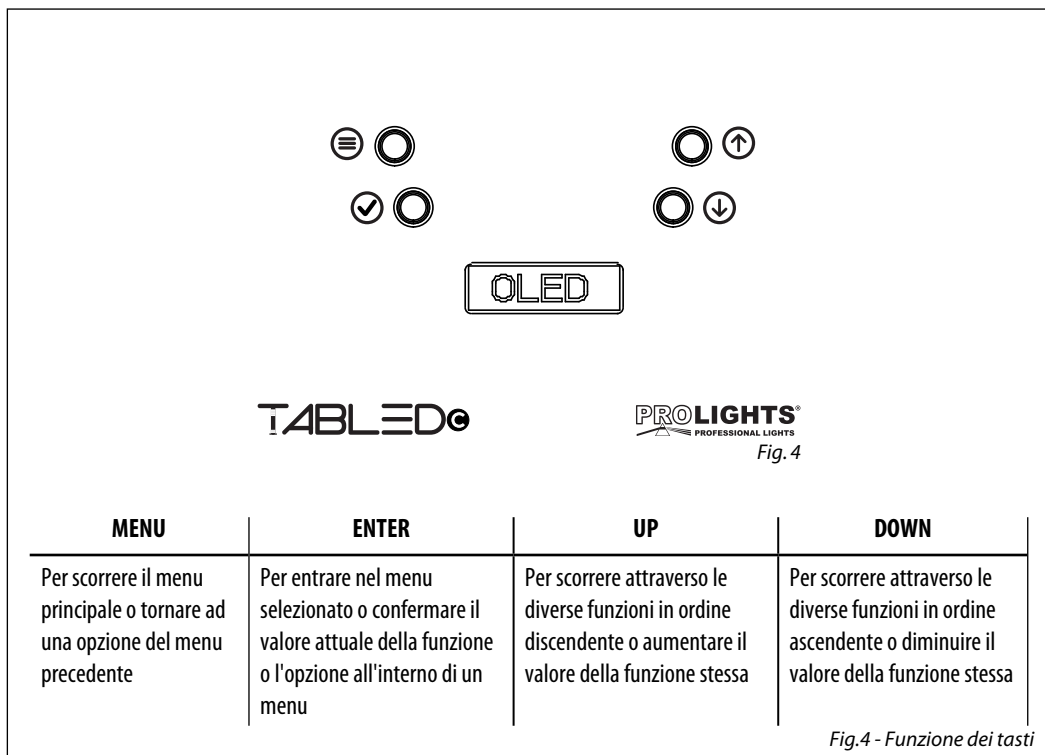 OLED
TABLEDC
PROLIGHTS®
PROFESSIONAL LIGHTS
Fig. 4
MENU
ENTER
UP
DOWN
Per scorrere il menu
principale o tornare ad
una opzione del menu
precedente
Per entrare nel menu
selezionato o confermare il
valore attuale della funzione
o l'opzione all'interno di un
menu
Per scorrere attraverso le
diverse funzioni in ordine
discendente o aumentare il
valore della funzione stessa
Per scorrere attraverso le
diverse funzioni in ordine
ascendente o diminuire il
valore della funzione stessa
Fig.4 - Funzione dei tasti